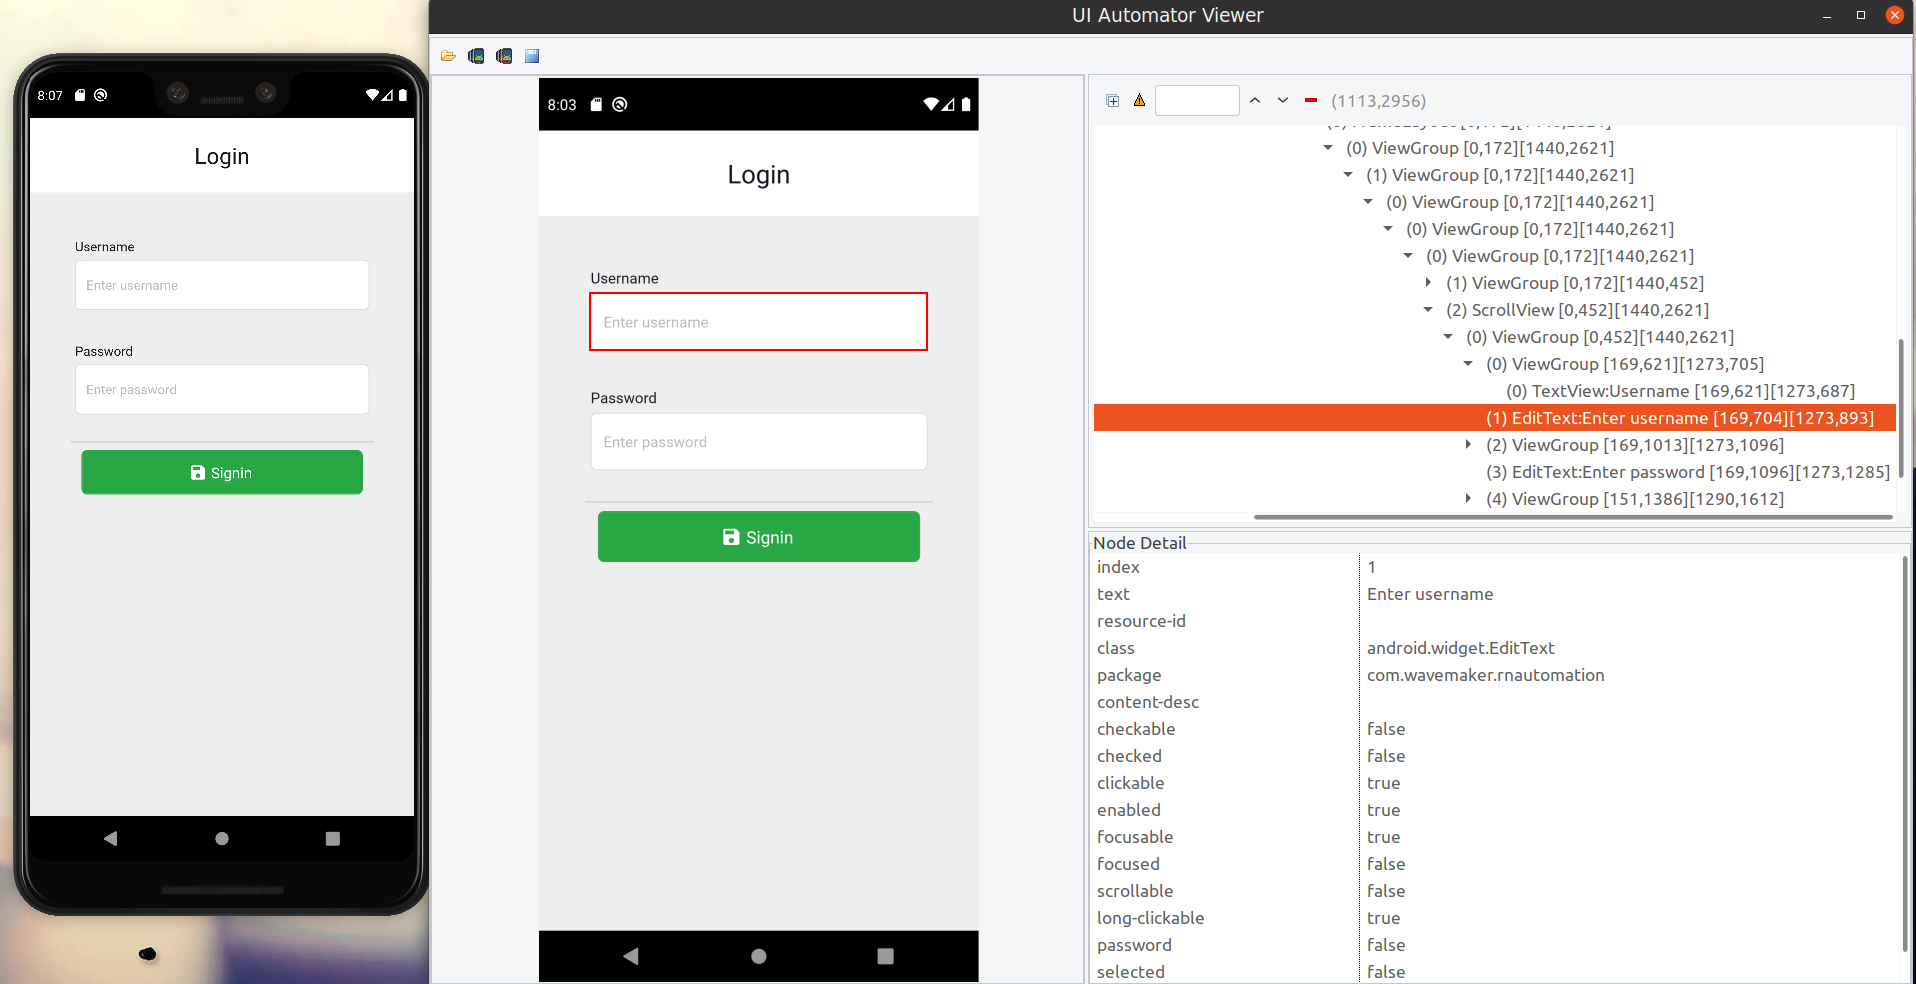 UI Automator Viewer
8:07
Login
Username
Enter username
Password
Enter password
Signin
8:03
Login
Username
Enter username
Password
Enter password
Signin
(1113,2956)
(0) ViewGroup [0,172][1440,2621]
(1) ViewGroup [0,172][1440,2621]
(0) ViewGroup [0,172][1440,2621]
(0) ViewGroup [0,172][1440,2621]
(0) ViewGroup [0,172][1440,2621]
(1) ViewGroup [0,172][1440,452]
(2) ScrollView [0,452][1440,2621]
(0) ViewGroup [0,452][1440,2621]
(0) ViewGroup [169,621][1273,705]
(0) TextView:Username [169,621][1273,687]
(1) EditText:Enter username [169,704][1273,893]
(2) ViewGroup [169,1013][1273,1096]
(3) EditText:Enter password [169,1096][1273,1285]
(4) ViewGroup [151,1386][1290,1612]
Node Detail
index 1
text Enter username
resource-id
class android.widget.EditText
package com.wavemaker.rnautomation
content-desc
checkable false
checked false
clickable true
enabled true
focusable true
focused false
scrollable false
long-clickable true
password false
selected false